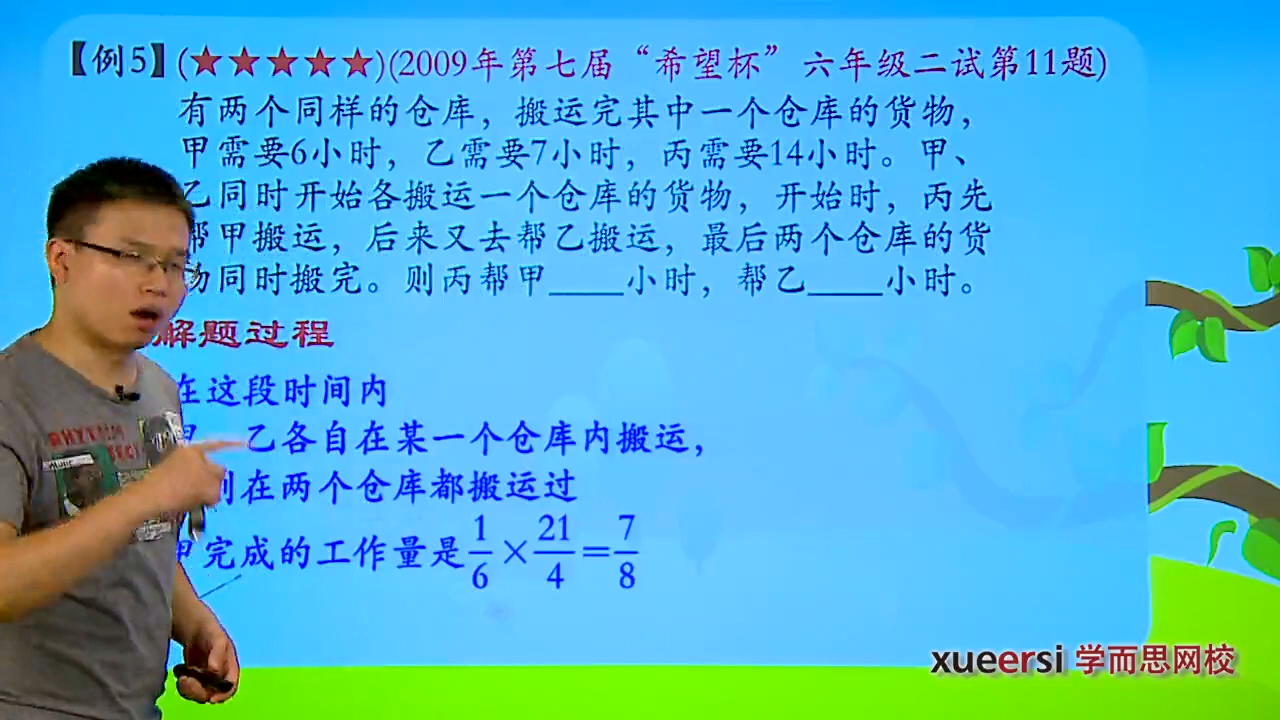 【例5】(★★★★★)(2009年第七届“希望杯”六年级二试第11题)
有两个同样的仓库，搬运完其中一个仓库的货物，
甲需要6小时，乙需要7小时，丙需要14小时。甲、
乙同时开始各搬运一个仓库的货物，开始时，丙先
帮甲搬运，后来又去帮乙搬运，最后两个仓库的货
物同时搬完。则丙帮甲____小时，帮乙____小时。
解题过程
在这段时间内
乙各自在某一个仓库内搬运，
则在两个仓库都搬运过
甲完成的工作量是1/6×21/4=7/8
xueersi 学而思网校